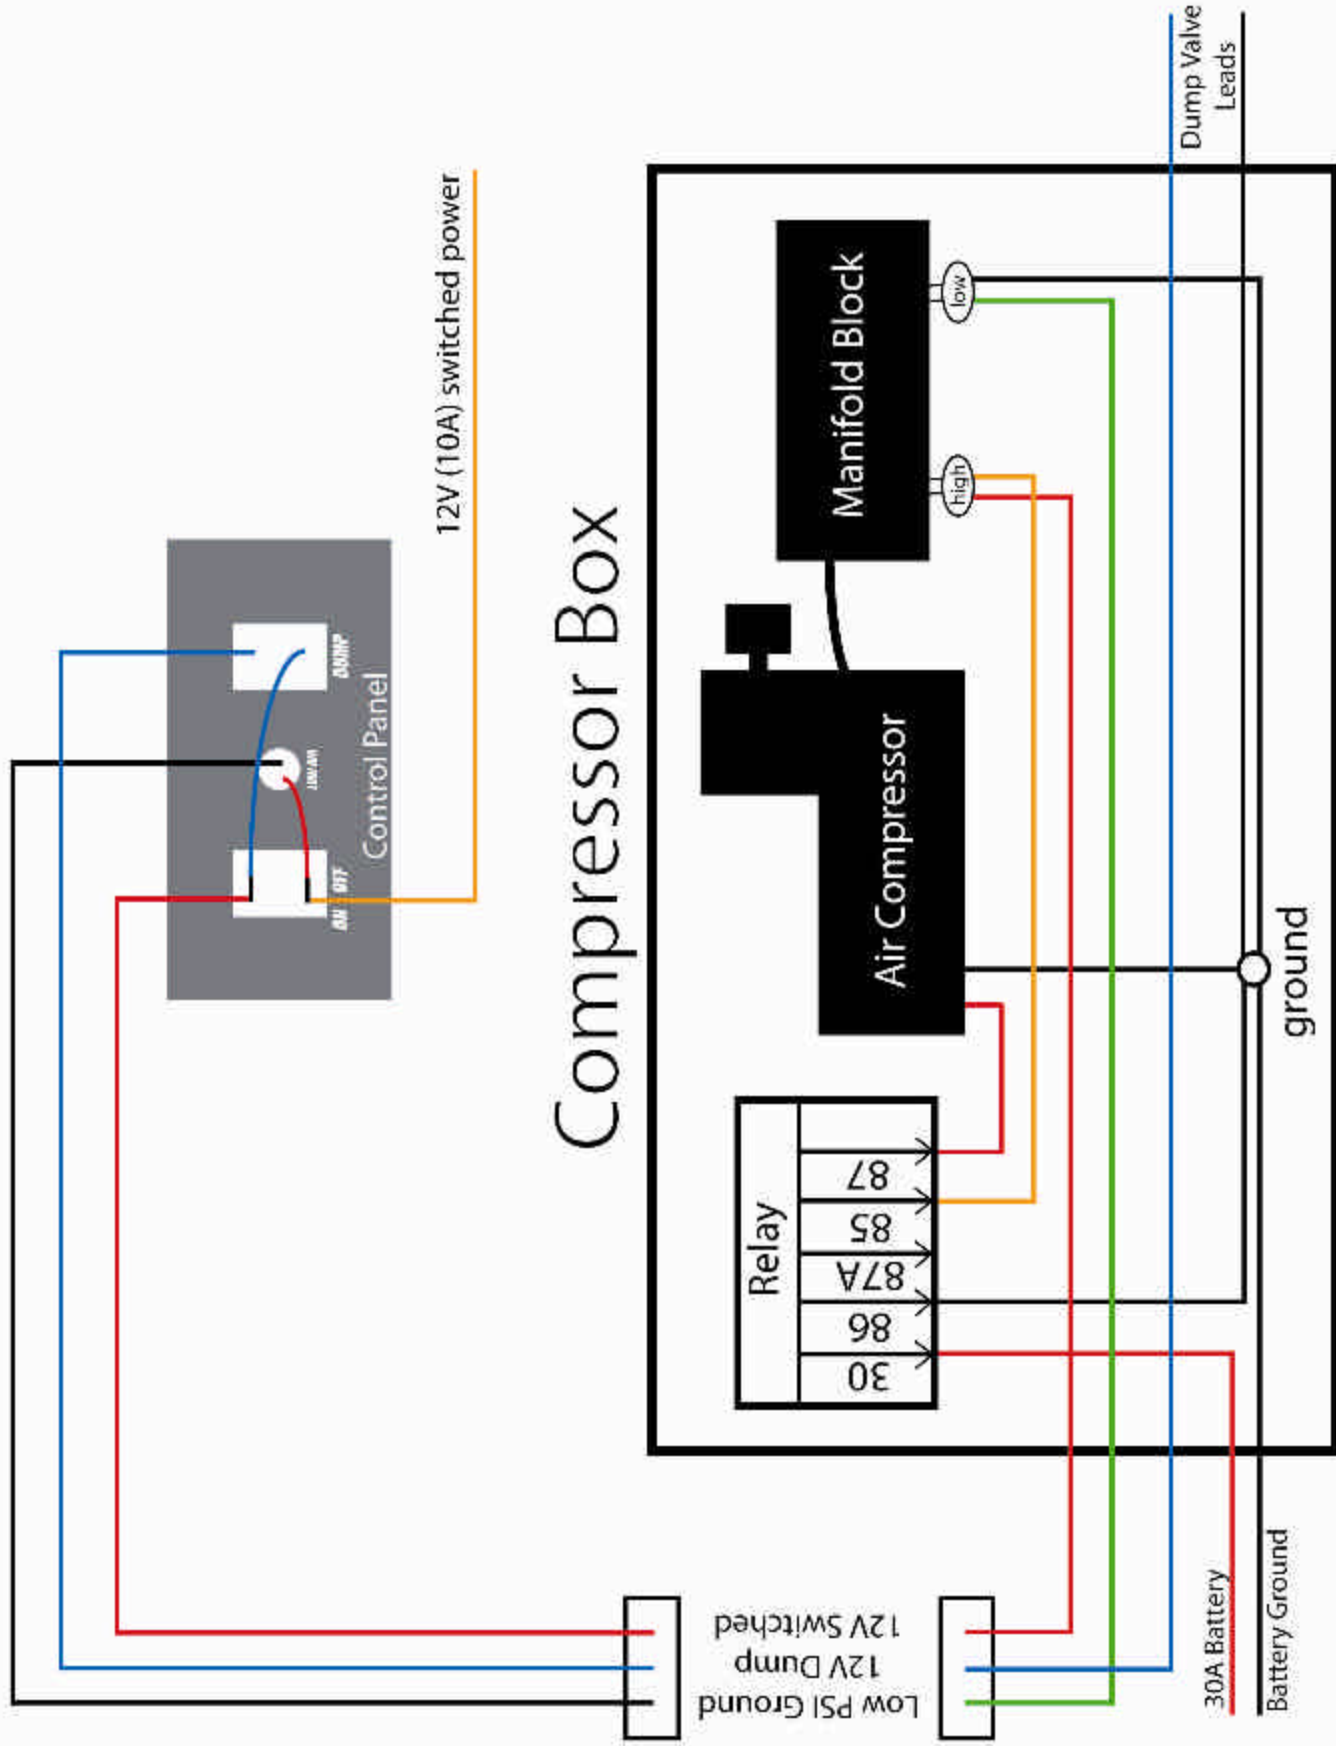 12V (10A) switched power
Control Panel
ON
OFF
DUMP
Compressor Box
Dump Valve
Leads
Manifold Block
high
low
Air Compressor
Relay
30
86
87A
85
87
ground
12V Switched
12V Dump
Low PSI Ground
30A Battery
Battery Ground